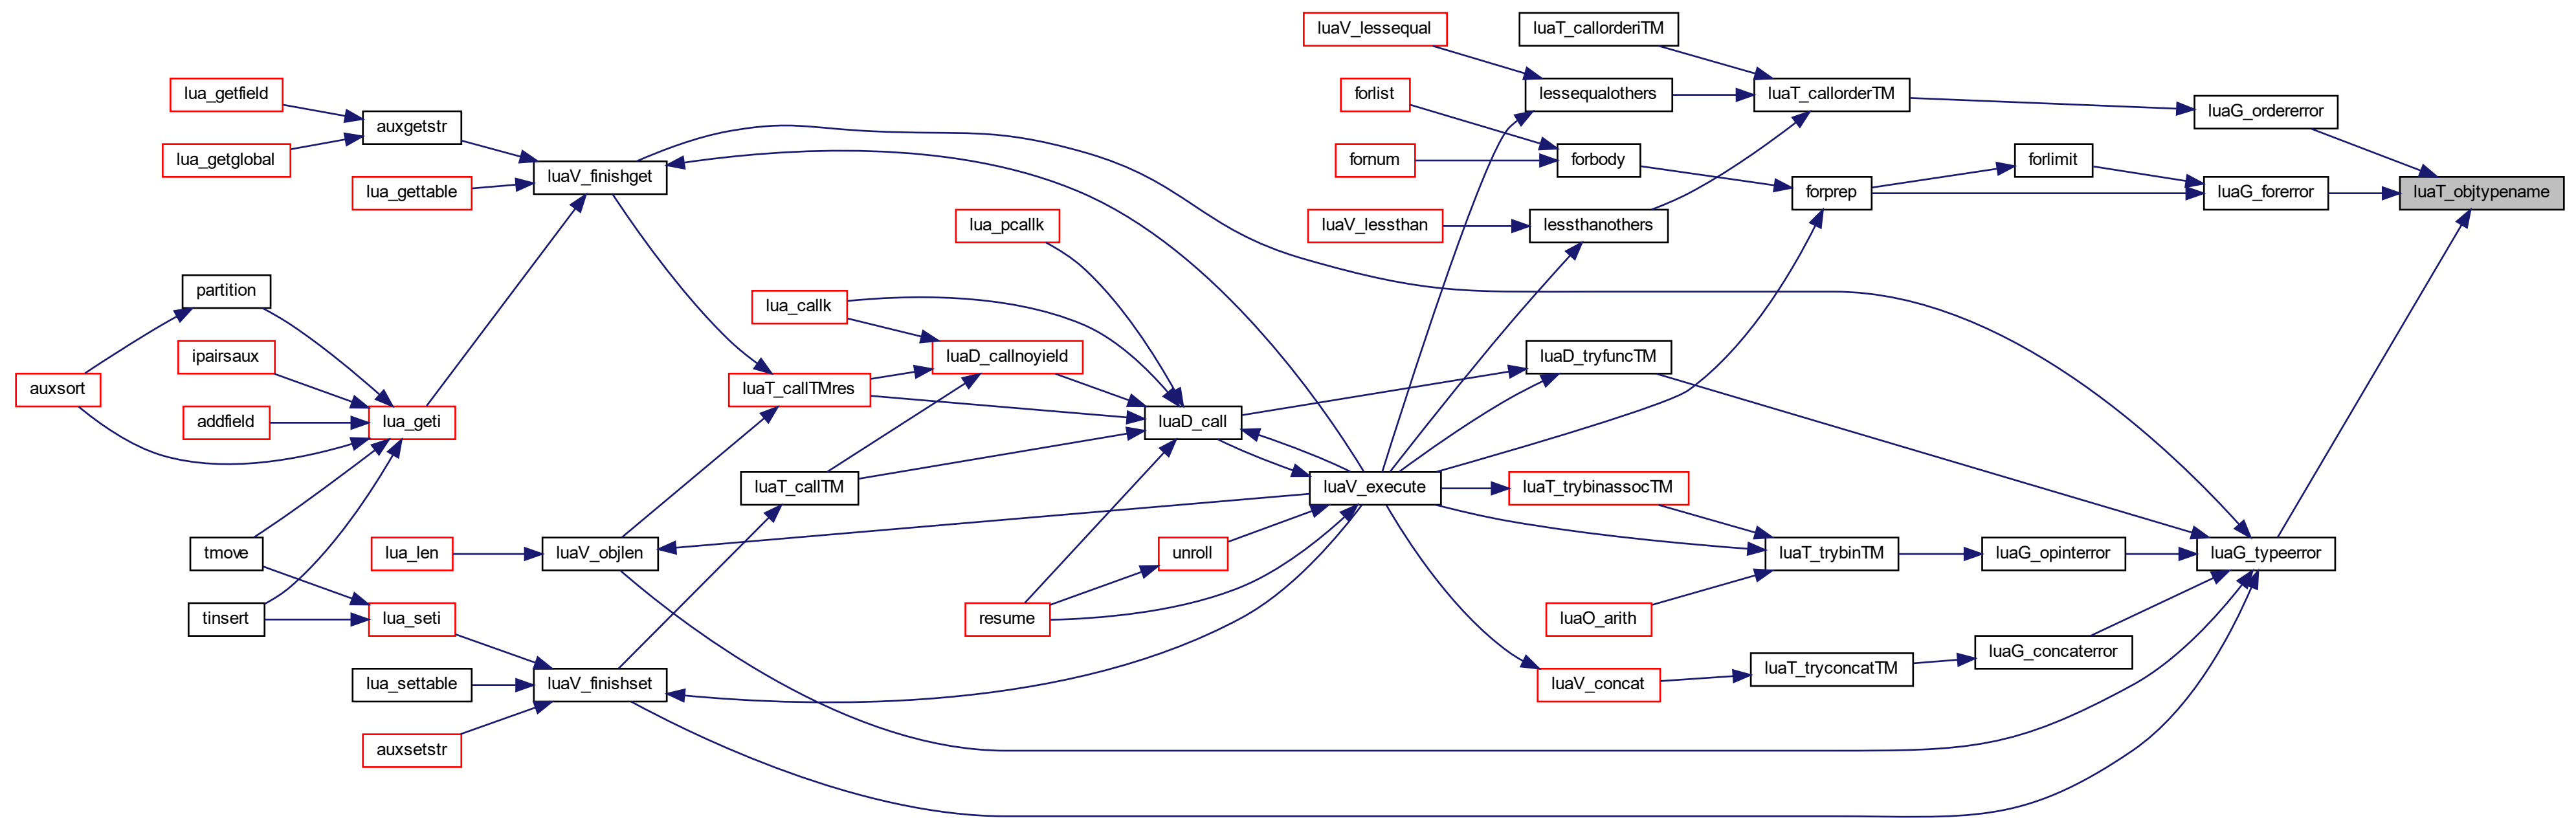 luaV_lessequal
luaT_callorderiTM
lua_getfield
forlist
lessequalothers
luaT_callorderTM
luaG_ordererror
auxgetstr
lua_getglobal
fornum
forbody
forlimit
lua_gettable
luaV_finishget
forprep
luaG_forerror
luaT_objtypename
lua_pcallk
luaV_lessthan
lessthanothers
partition
lua_callk
ipairsaux
luaD_callnoyield
luaD_tryfuncTM
auxsort
luaT_callTMres
addfield
lua_geti
luaD_call
luaT_callTM
luaV_execute
luaT_trybinassocTM
tmove
lua_len
luaV_objlen
unroll
luaT_trybinTM
luaG_opinterror
luaG_typeerror
tinsert
lua_seti
resume
luaO_arith
luaG_concaterror
lua_settable
luaV_finishset
luaV_concat
luaT_tryconcatTM
auxsetstr